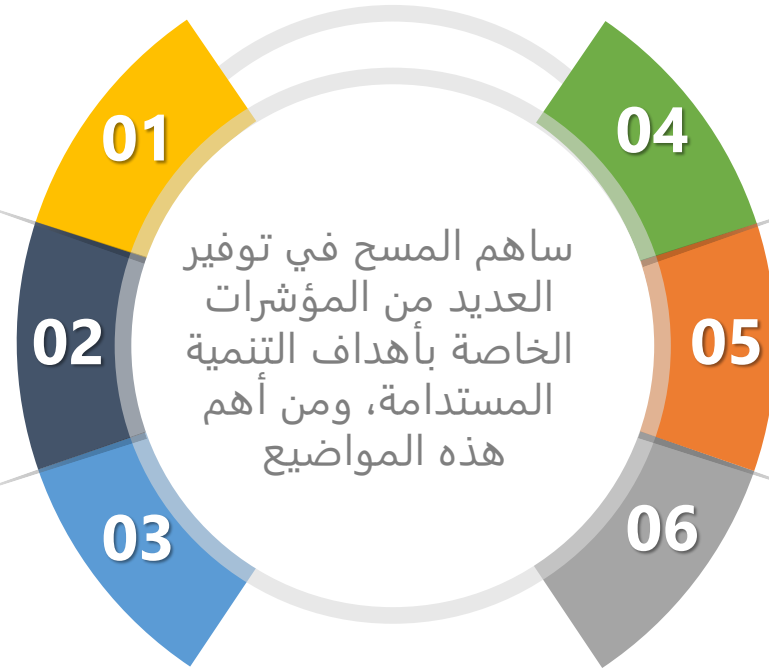 01
04
ساهم المسح في توفير
العديد من المؤشرات
الخاصة بأهداف التنمية
المستدامة، ومن أهم
هذه المواضيع
02
05
03
06